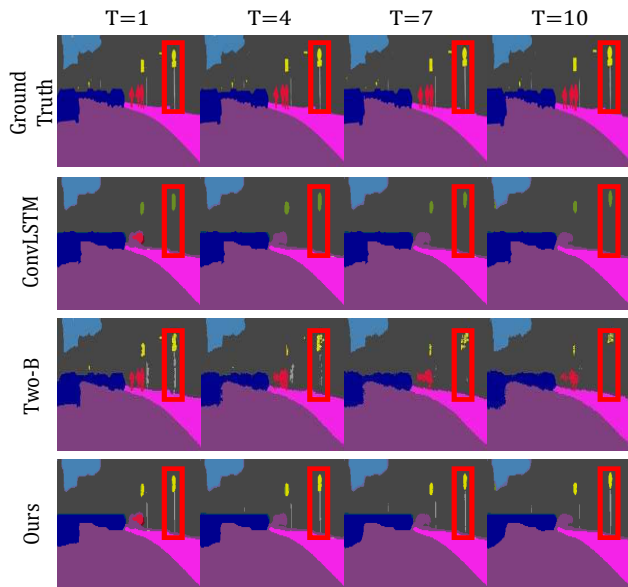 T=1 T=4 T=7 T=10
Ground
Truth
ConvLSTM
Two-B
Ours